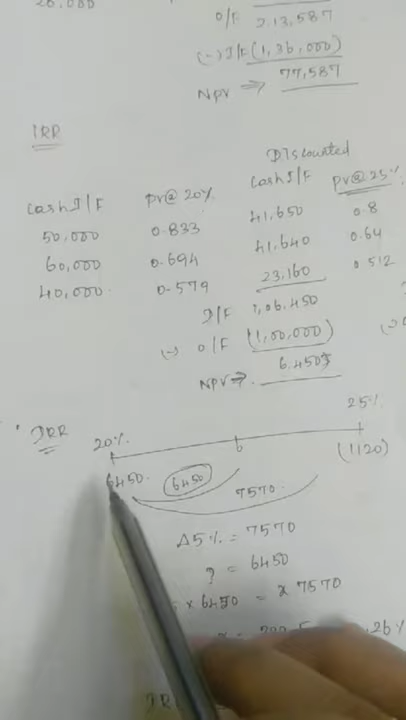 20,000
O/F 2,13,587
(-) I/F (1,36,000)
NPV ⇒ 77,587
IRR
Discounted
Cash I/F PV@ 20% Cash I/F PV@ 25%
50,000 0.833 41,650 0.8
60,000 0.694 41,640 0.64
40,000 0.579 23,160 0.512
I/F 1,06,450
(-) O/F (1,00,000)
NPV ⇒ 6,450
IRR 20% 25%
6450 6450 7570 (1120)
Δ5% = 7570
? = 6450
5 × 6450 = x 7570